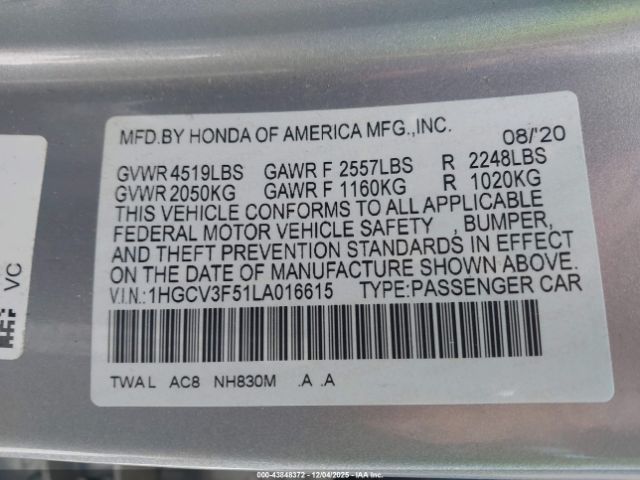 MFD.BY HONDA OF AMERICA MFG.,INC. 08/'20
GVWR 4519LBS GAWR F 2557LBS R 2248LBS
GVWR 2050KG GAWR F 1160KG R 1020KG
THIS VEHICLE CONFORMS TO ALL APPLICABLE
FEDERAL MOTOR VEHICLE SAFETY , BUMPER,
AND THEFT PREVENTION STANDARDS IN EFFECT
ON THE DATE OF MANUFACTURE SHOWN ABOVE.
V.I.N.:1HGCV3F51LA016615 TYPE:PASSENGER CAR
TWAL AC8 NH830M .A .A
VC
000-43848372 - 12/04/2025 - IAA Inc.